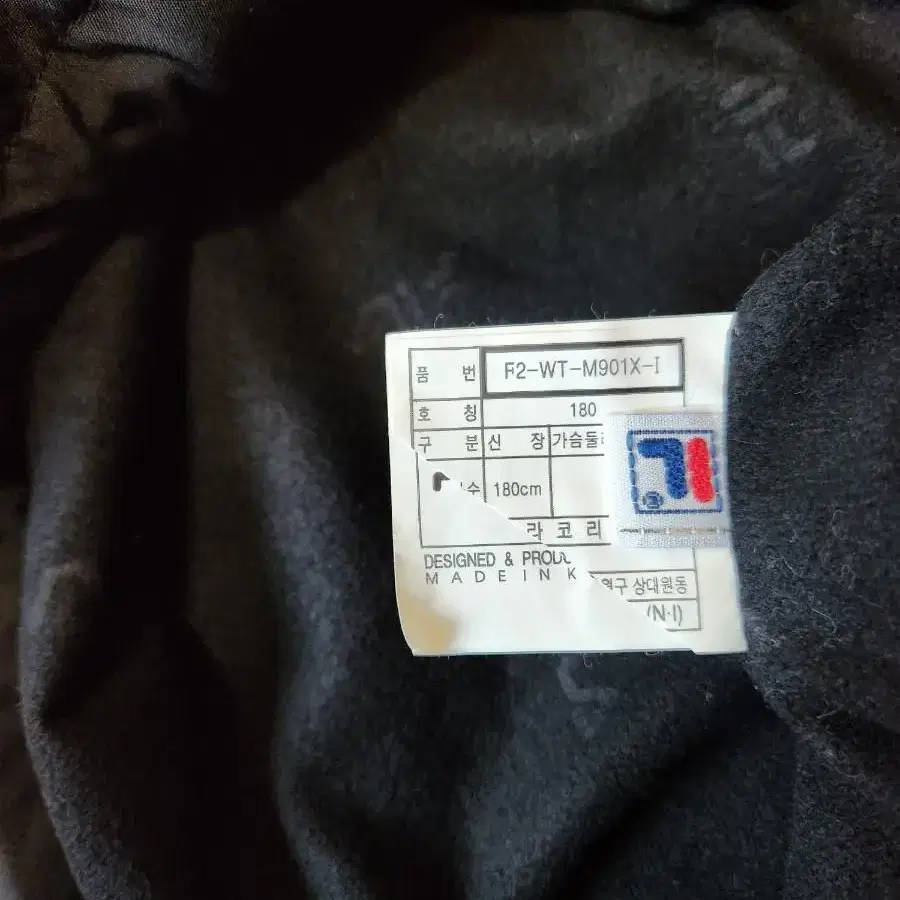 품 번 F2-WT-M901X-I
호 칭 180
구 분 신 장 가슴둘
수 180cm
라 코 리
DESIGNED & PROD
MADE IN K
구 상대원동
(N·I)